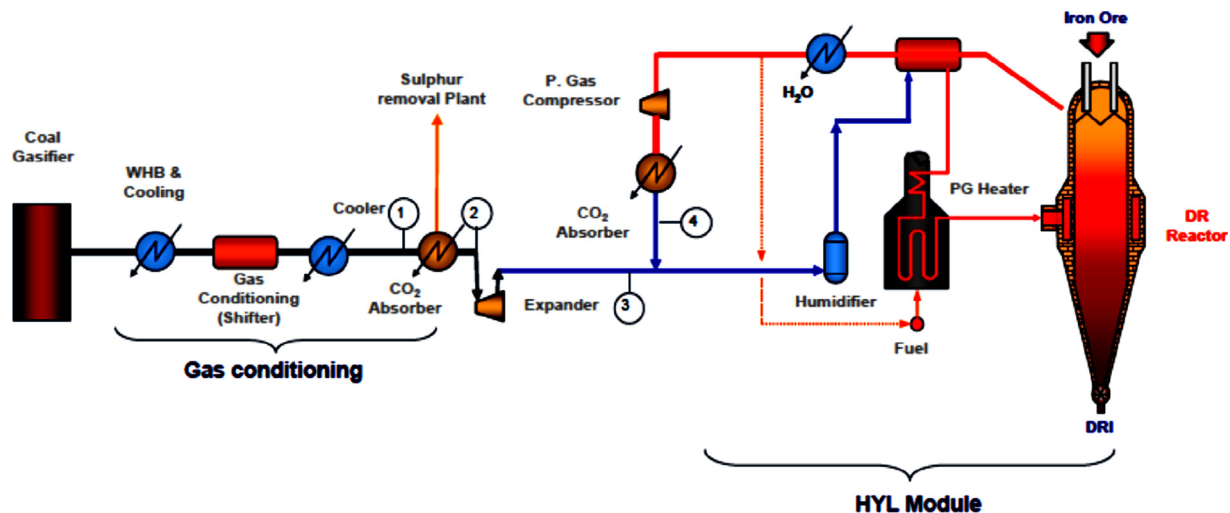 Iron Ore
Sulphur
removal Plant
P. Gas
Compressor
H₂O
Coal
Gasifier
WHB &
Cooling
PG Heater
Cooler
1
2
CO₂
Absorber
4
DR
Reactor
Gas
Conditioning
(Shifter)
CO₂
Absorber
Expander
3
Humidifier
Fuel
Gas conditioning
DRI
HYL Module